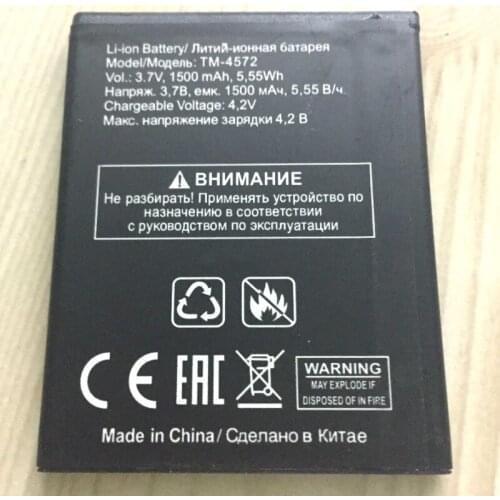 Li-ion Battery/ Литий-ионная батарея
Model/Модель: TM-4572
Vol.: 3.7V, 1500 mAh, 5,55Wh
Напряж. 3,7В, емк. 1500 мАч, 5,55 В/ч.
Chargeable Voltage: 4,2V
Макс. напряжение зарядки 4,2 В
ВНИМАНИЕ
Не разбирать! Применять устройство по
назначению в соответствии
с руководством по эксплуатации.
CE EAC
WARNING
MAY EXPLODE IF
DISPOSED OF IN FIRE
Made in China/ Сделано в Китае